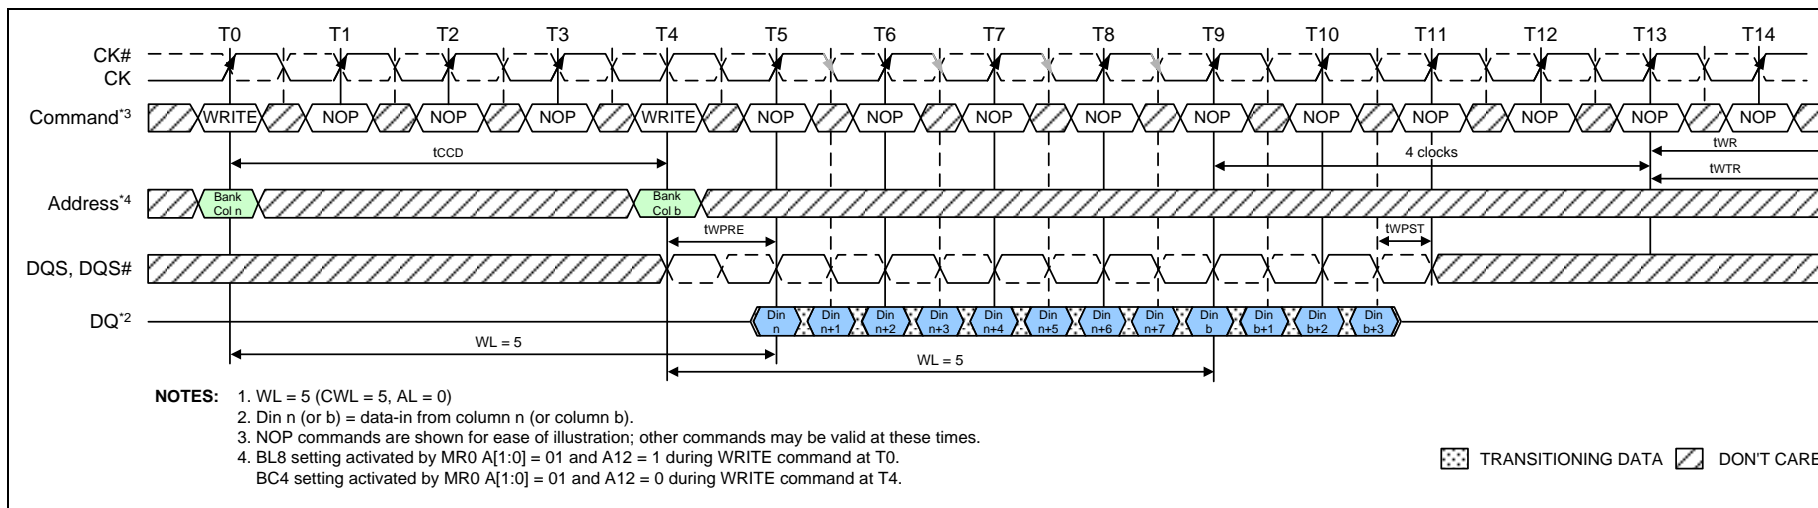 T0 T1 T2 T3 T4 T5 T6 T7 T8 T9 T10 T11 T12 T13 T14
CK#
CK
Command*3 WRITE NOP NOP NOP WRITE NOP NOP NOP NOP NOP NOP NOP NOP NOP NOP
tCCD 4 clocks tWR
tWTR
Address*4 Bank Col n Bank Col b
tWPRE tWPST
DQS, DQS#
DQ*2 Din n Din n+1 Din n+2 Din n+3 Din n+4 Din n+5 Din n+6 Din n+7 Din b Din b+1 Din b+2 Din b+3
WL = 5
WL = 5
NOTES: 1. WL = 5 (CWL = 5, AL = 0)
2. Din n (or b) = data-in from column n (or column b).
3. NOP commands are shown for ease of illustration; other commands may be valid at these times.
4. BL8 setting activated by MR0 A[1:0] = 01 and A12 = 1 during WRITE command at T0.
BC4 setting activated by MR0 A[1:0] = 01 and A12 = 0 during WRITE command at T4.
TRANSITIONING DATA DON'T CARE